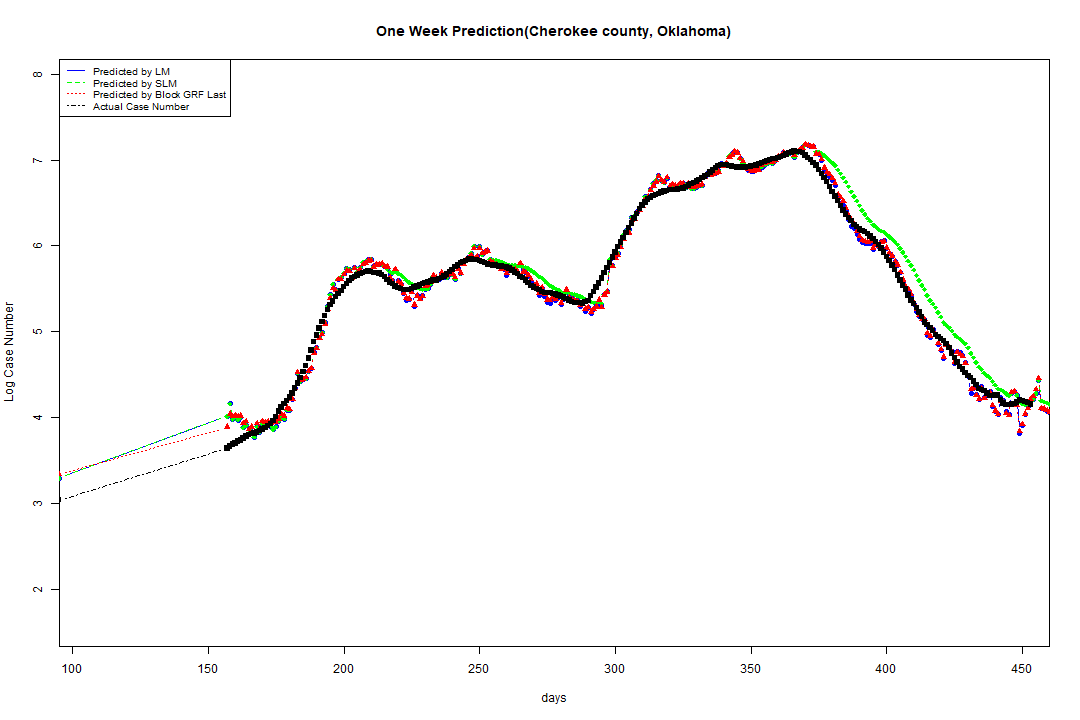 One Week Prediction(Cherokee county, Oklahoma)
Predicted by LM
Predicted by SLM
Predicted by Block GRF Last
Actual Case Number
8
7
6
5
4
3
2
Log Case Number
100 150 200 250 300 350 400 450
days